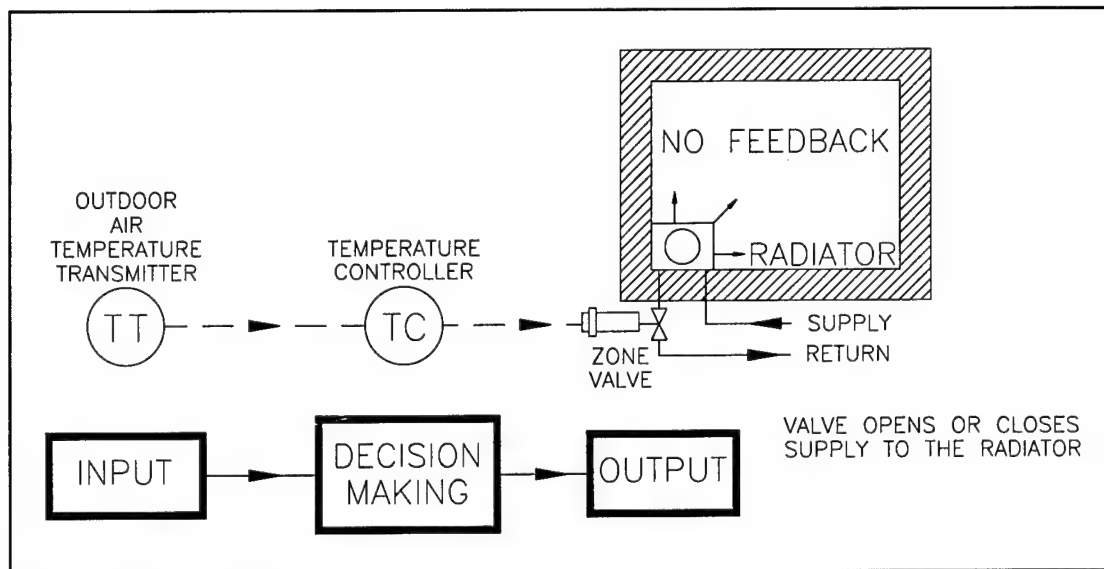 NO FEEDBACK
RADIATOR
OUTDOOR
AIR
TEMPERATURE
TRANSMITTER
TEMPERATURE
CONTROLLER
TT
TC
ZONE
VALVE
SUPPLY
RETURN
INPUT
DECISION
MAKING
OUTPUT
VALVE OPENS OR CLOSES
SUPPLY TO THE RADIATOR